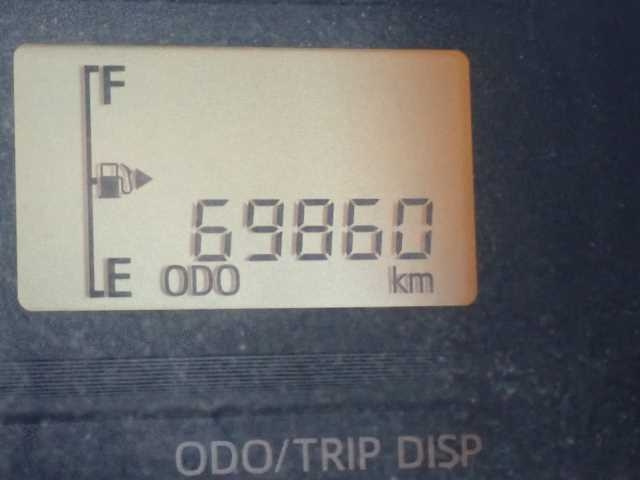 F
69860
E ODO km
ODO/TRIP DISP